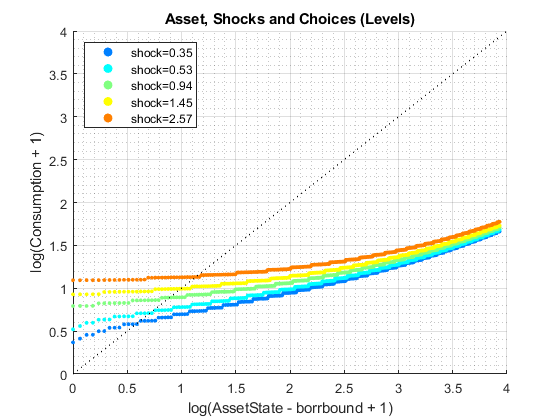 Asset, Shocks and Choices (Levels)
4
3.5
3
2.5
2
1.5
1
0.5
0
log(Consumption + 1)
shock=0.35
shock=0.53
shock=0.94
shock=1.45
shock=2.57
0
0.5
1
1.5
2
2.5
3
3.5
4
log(AssetState - borrbound + 1)